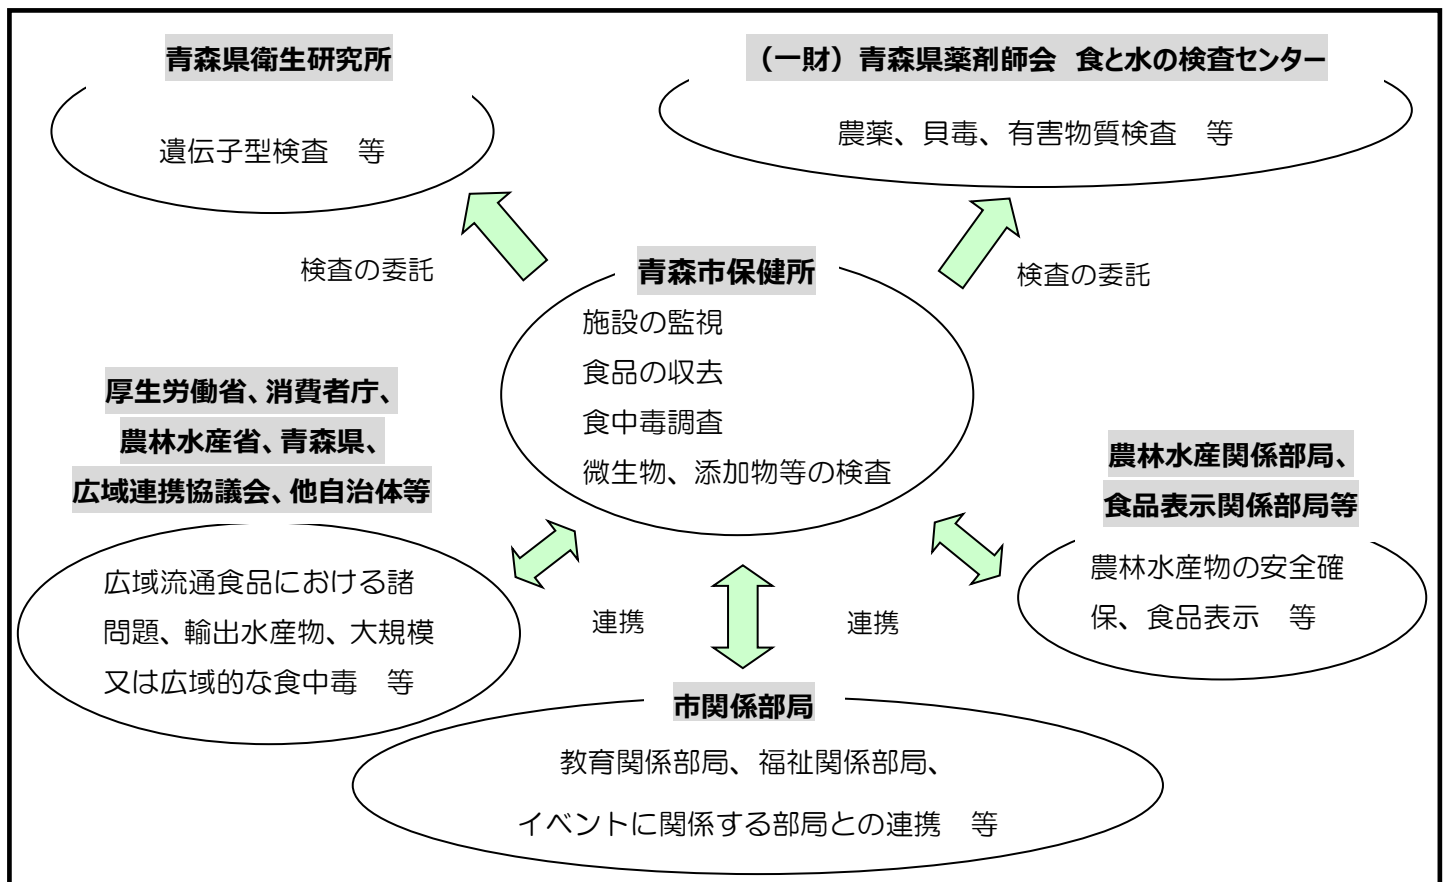 青森県衛生研究所
遺伝子型検査　等
（一財）青森県薬剤師会　食と水の検査センター
農薬、貝毒、有害物質検査　等
検査の委託
検査の委託
青森市保健所
施設の監視
食品の収去
食中毒調査
微生物、添加物等の検査
厚生労働省、消費者庁、
農林水産省、青森県、
広域連携協議会、他自治体等
広域流通食品における諸
問題、輸出水産物、大規模
又は広域的な食中毒　等
農林水産関係部局、
食品表示関係部局等
農林水産物の安全確
保、食品表示　等
連携
連携
市関係部局
教育関係部局、福祉関係部局、
イベントに関係する部局との連携　等